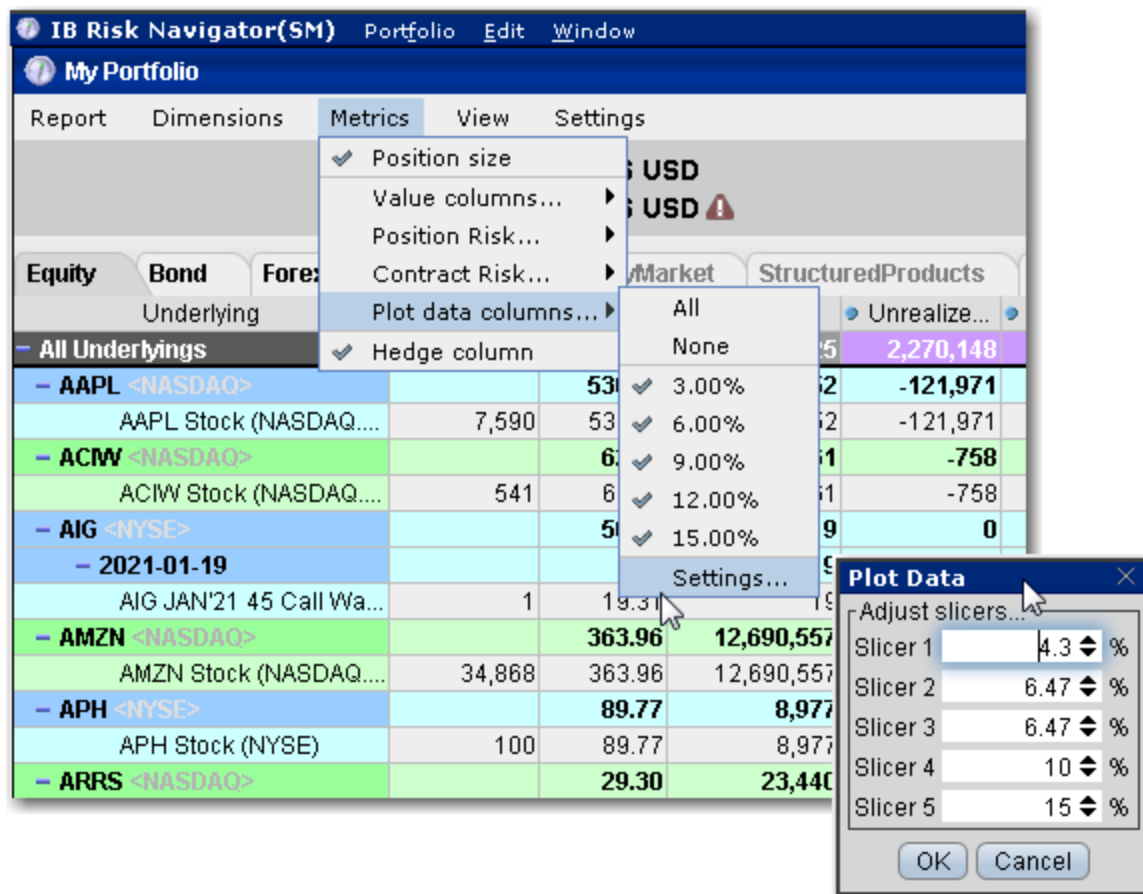 IB Risk Navigator(SM) Portfolio Edit Window
My Portfolio
Report Dimensions Metrics View Settings
Position size
USD
Value columns...
USD
Position Risk...
Equity Bond Contract Risk... StructuredProducts
Underlying Plot data columns... All Unrealize...
All Underlyings Hedge column None 2,270,148
AAPL <NASDAQ> 3.00% -121,971
AAPL Stock (NASDAQ.... 7,590 6.00% -121,971
ACIW <NASDAQ> 9.00% -758
ACIW Stock (NASDAQ.... 541 12.00% -758
AIG <NYSE> 15.00% 0
2021-01-19 Settings...
AIG JAN'21 45 Call Wa... 1 19.31
AMZN <NASDAQ> 363.96 12,690,557
AMZN Stock (NASDAQ.... 34,868 363.96 12,690,557
APH <NYSE> 89.77 8,977
APH Stock (NYSE) 100 89.77 8,977
ARRS <NASDAQ> 29.30 23,440
Plot Data
Adjust slicers...
Slicer 1 4.3 %
Slicer 2 6.47 %
Slicer 3 6.47 %
Slicer 4 10 %
Slicer 5 15 %
OK Cancel